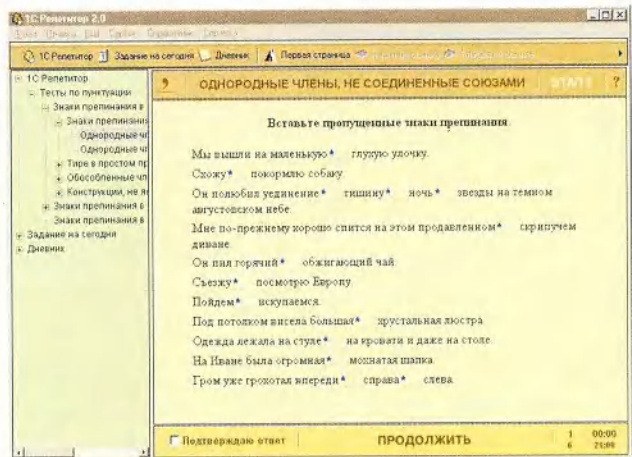 1С:Репетитор 2.0
1С:Репетитор Задание на сегодня Дневник Первая страница
1С:Репетитор
Тесты по пунктуации
Знаки препинания в
Знаки препинания
Однородные чл
Однородные чл
Тире в простом пр
Обособленные чл
Конструкции, не яв
Знаки препинания в
Знаки препинания в
Задание на сегодня
Дневник
ОДНОРОДНЫЕ ЧЛЕНЫ, НЕ СОЕДИНЕННЫЕ СОЮЗАМИ ?
Вставьте пропущенные знаки препинания.
Мы вышли на маленькую* глухую улочку.
Схожу* покормлю собаку.
Он полюбил уединение* тишину* ночь* звезды на темном
августовском небе.
Мне по-прежнему хорошо спится на этом продавленном* скрипучем
диване.
Он пил горячий* обжигающий чай.
Съезжу* посмотрю Европу.
Пойдем* искупаемся.
Под потолком висела большая* хрустальная люстра.
Одежда лежала на стуле* на кровати и даже на столе.
На Иване была огромная* мохнатая шапка.
Гром уже грохотал впереди* справа* слева.
Подтверждаю ответ ПРОДОЛЖИТЬ 1 00:00
6